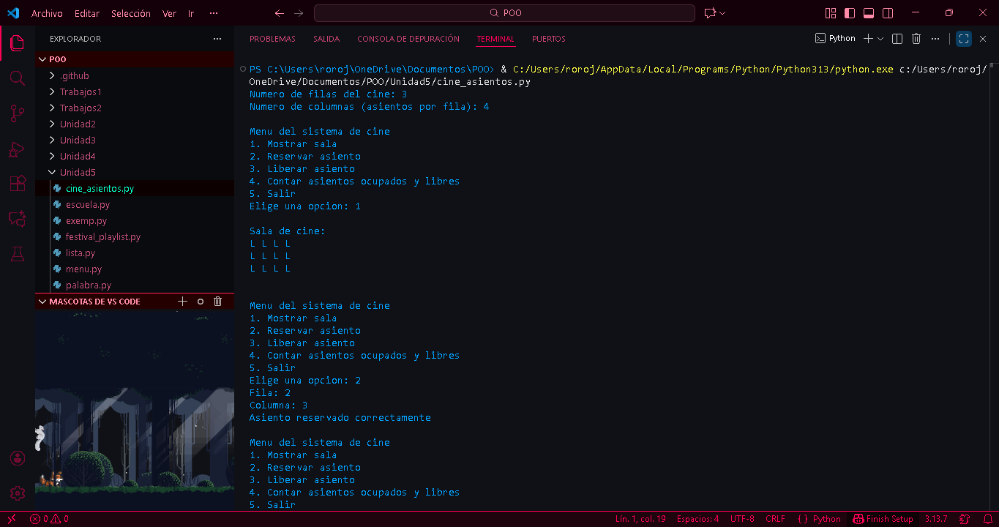 Archivo Editar Selección Ver Ir ··· POO
EXPLORADOR ···
POO
.github
Trabajos1
Trabajos2
Unidad2
Unidad3
Unidad4
Unidad5
cine_asientos.py
escuela.py
exemp.py
festival_playlist.py
lista.py
menu.py
palabra.py
MASCOTAS DE VS CODE
PROBLEMAS SALIDA CONSOLA DE DEPURACIÓN TERMINAL PUERTOS Python ···
PS C:\Users\roroj\OneDrive\Documentos\POO> & C:/Users/roroj/AppData/Local/Programs/Python/Python313/python.exe c:/Users/roroj/
OneDrive/Documentos/POO/Unidad5/cine_asientos.py
Numero de filas del cine: 3
Numero de columnas (asientos por fila): 4
Menu del sistema de cine
1. Mostrar sala
2. Reservar asiento
3. Liberar asiento
4. Contar asientos ocupados y libres
5. Salir
Elige una opcion: 1
Sala de cine:
L L L L
L L L L
L L L L
Menu del sistema de cine
1. Mostrar sala
2. Reservar asiento
3. Liberar asiento
4. Contar asientos ocupados y libres
5. Salir
Elige una opcion: 2
Fila: 2
Columna: 3
Asiento reservado correctamente
Menu del sistema de cine
1. Mostrar sala
2. Reservar asiento
3. Liberar asiento
4. Contar asientos ocupados y libres
5. Salir
0 0 Lín. 1, col. 19 Espacios: 4 UTF-8 CRLF {} Python Finish Setup 3.13.7